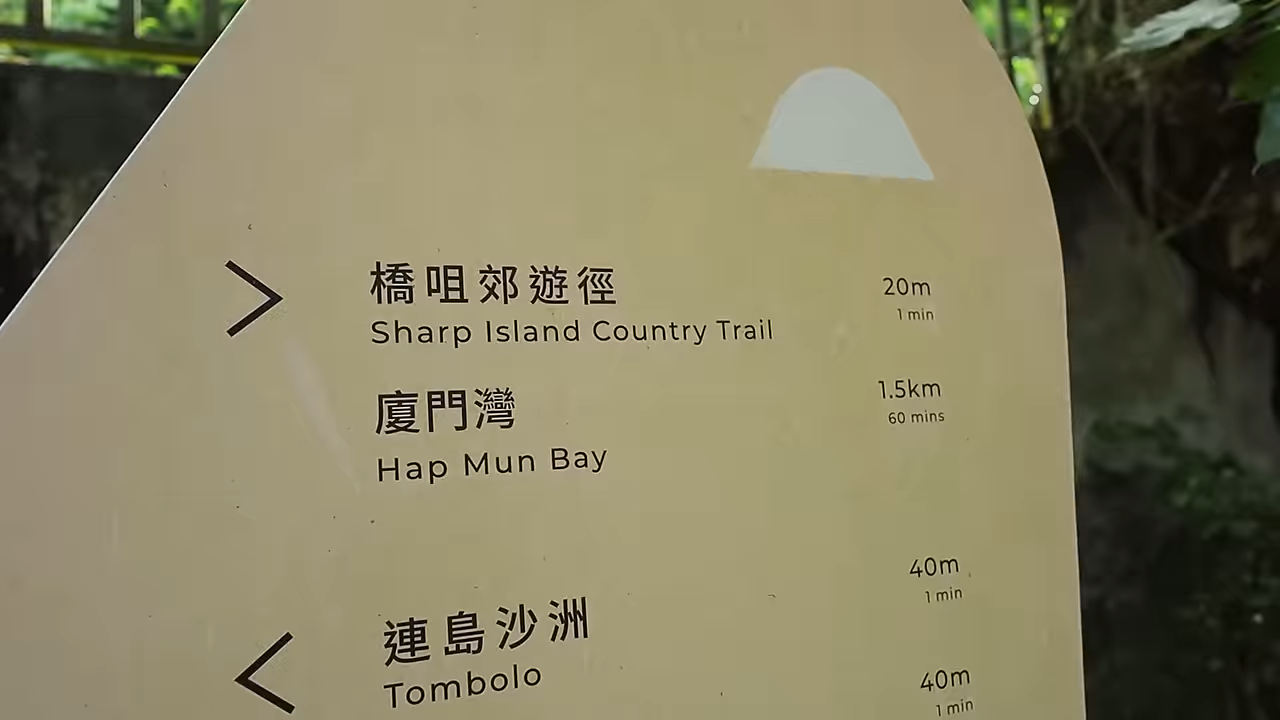 > 橋咀郊遊徑 20m
Sharp Island Country Trail 1 min
廈門灣 1.5km
Hap Mun Bay 60 mins
40m
1 min
< 連島沙洲
Tombolo
40m
1 min